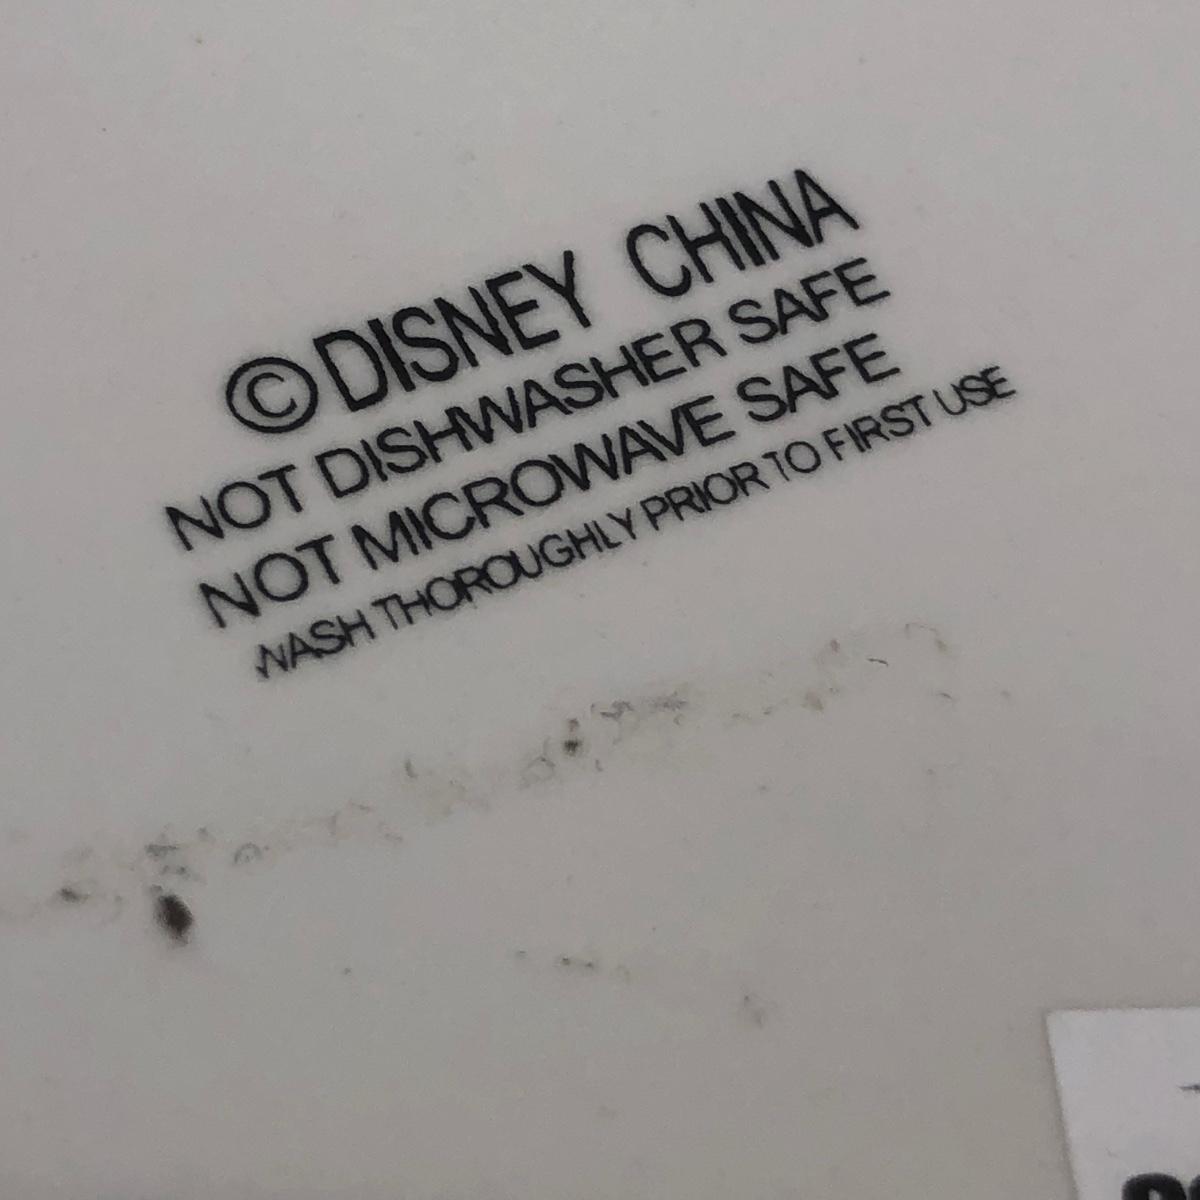 ©DISNEY CHINA
NOT DISHWASHER SAFE
NOT MICROWAVE SAFE
WASH THOROUGHLY PRIOR TO FIRST USE